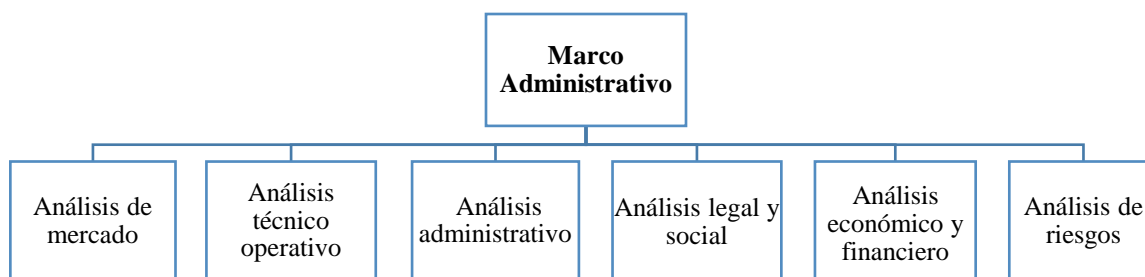 Marco
Administrativo
Análisis de
mercado
Análisis
técnico
operativo
Análisis
administrativo
Análisis legal y
social
Análisis
económico y
financiero
Análisis de
riesgos